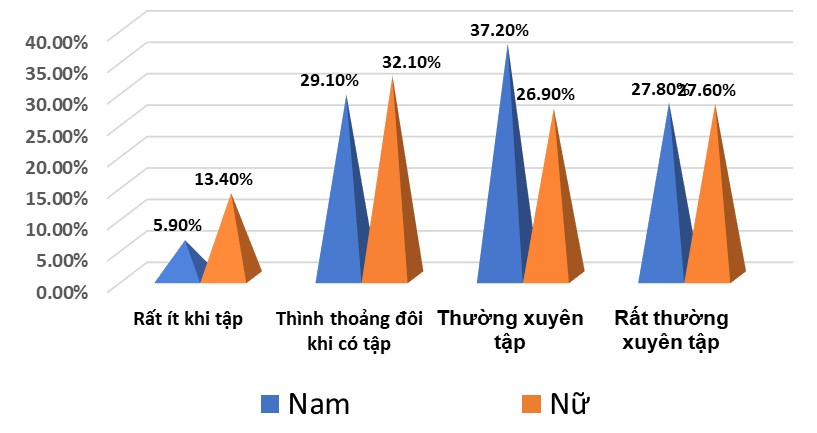 40.00%
35.00%
30.00%
25.00%
20.00%
15.00%
10.00%
5.00%
0.00%
5.90%
13.40%
29.10%
32.10%
37.20%
26.90%
27.80%
27.60%
Rất ít khi tập
Thình thoảng đôi
khi có tập
Thường xuyên
tập
Rất thường
xuyên tập
Nam
Nữ